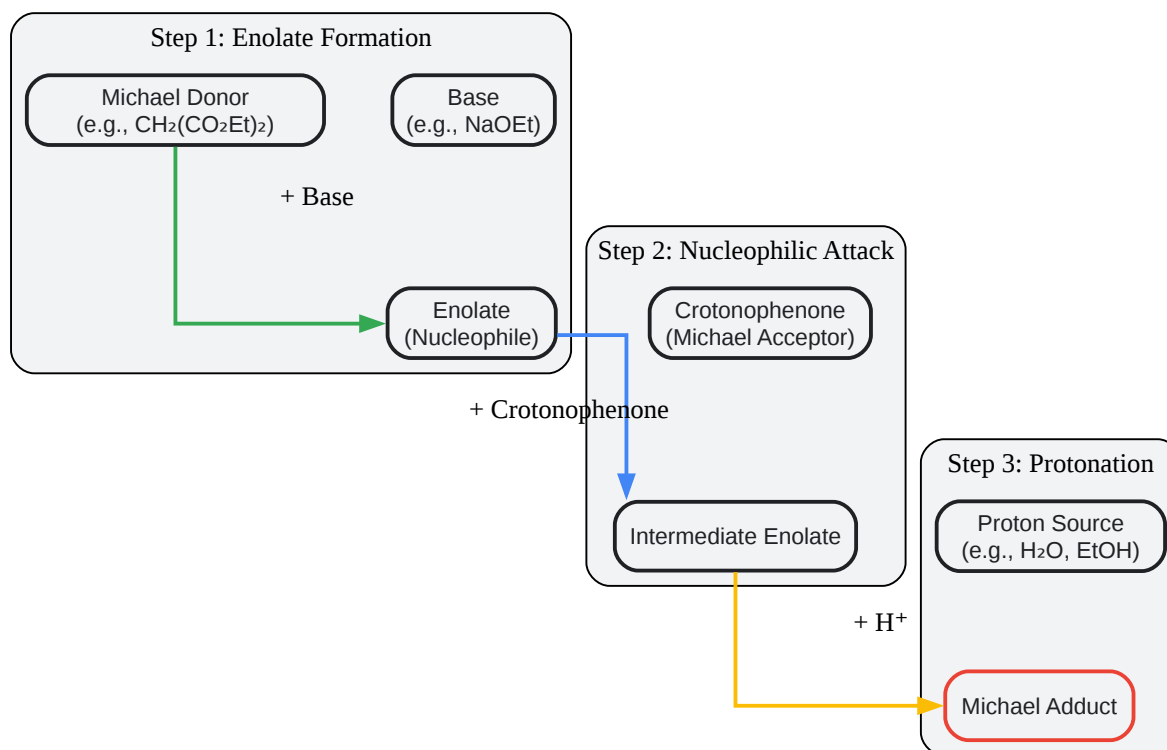 Step 1: Enolate Formation
Michael Donor
(e.g., CH₂(CO₂Et)₂)
Base
(e.g., NaOEt)
+ Base
Enolate
(Nucleophile)
Step 2: Nucleophilic Attack
Crotonophenone
(Michael Acceptor)
+ Crotonophenone
Intermediate Enolate
Step 3: Protonation
Proton Source
(e.g., H₂O, EtOH)
+ H⁺
Michael Adduct